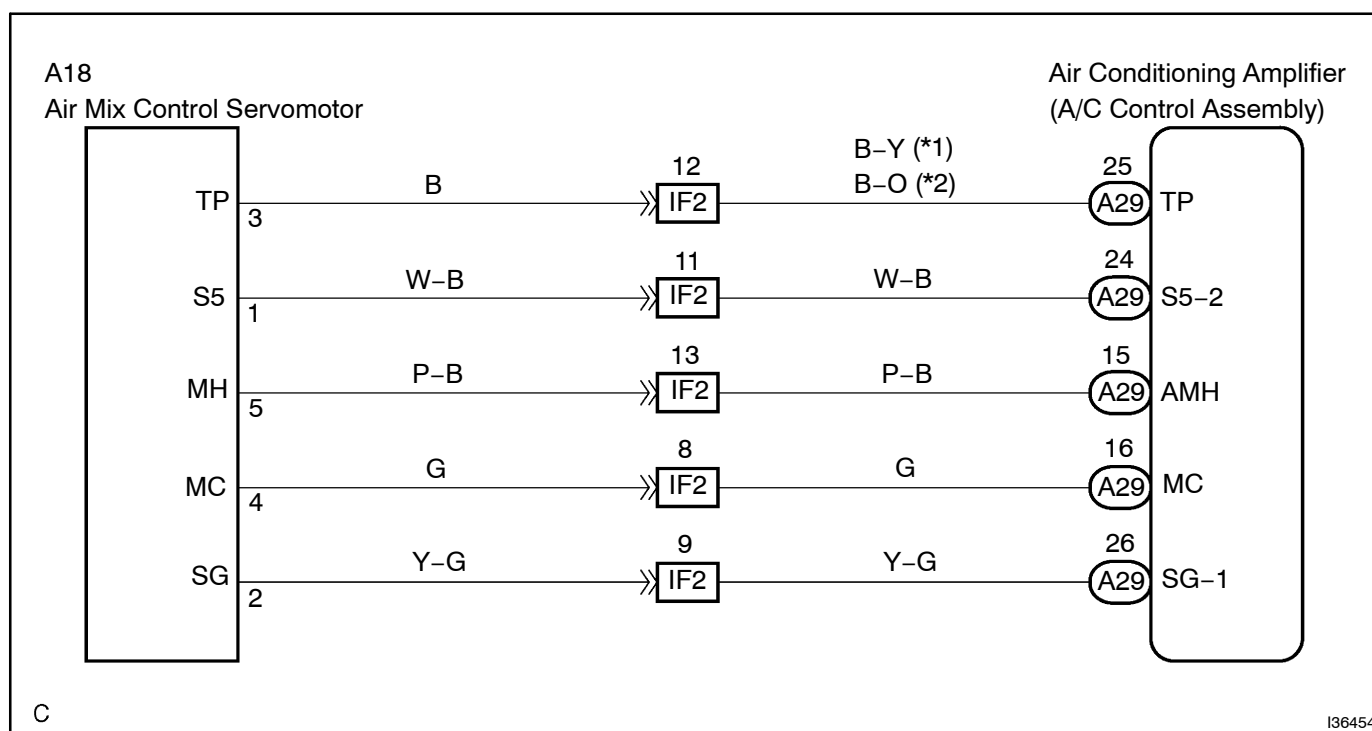 A18
Air Mix Control Servomotor
Air Conditioning Amplifier
(A/C Control Assembly)
TP
3
B
12
IF2
B–Y (*1)
B–O (*2)
25
A29
TP
S5
1
W–B
11
IF2
W–B
24
A29
S5–2
MH
5
P–B
13
IF2
P–B
15
A29
AMH
MC
4
G
8
IF2
G
16
A29
MC
SG
2
Y–G
9
IF2
Y–G
26
A29
SG–1
C
I36454